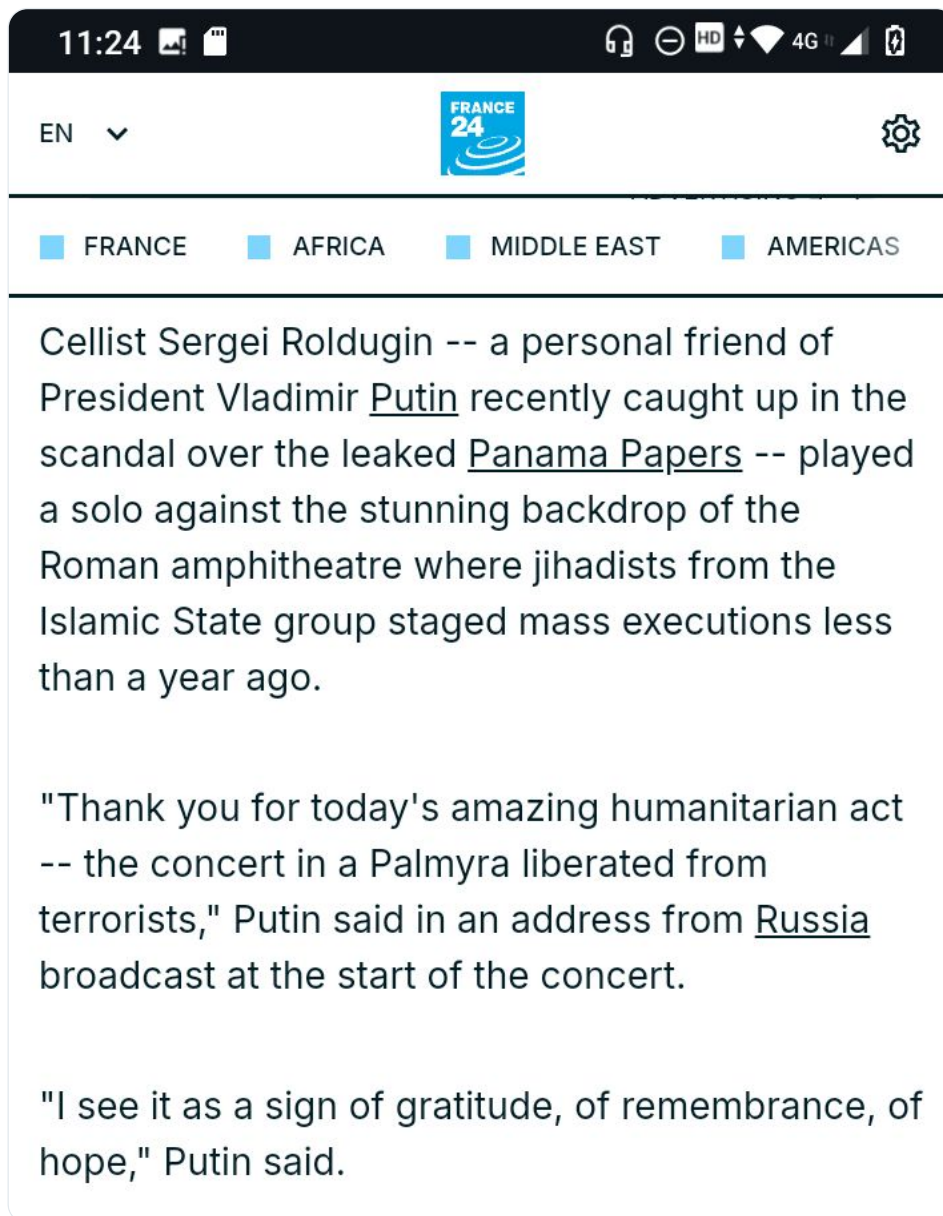 11:24
HD 4G
EN
FRANCE
24
FRANCE AFRICA MIDDLE EAST AMERICAS
Cellist Sergei Roldugin -- a personal friend of
President Vladimir Putin recently caught up in the
scandal over the leaked Panama Papers -- played
a solo against the stunning backdrop of the
Roman amphitheatre where jihadists from the
Islamic State group staged mass executions less
than a year ago.
"Thank you for today's amazing humanitarian act
-- the concert in a Palmyra liberated from
terrorists," Putin said in an address from Russia
broadcast at the start of the concert.
"I see it as a sign of gratitude, of remembrance, of
hope," Putin said.